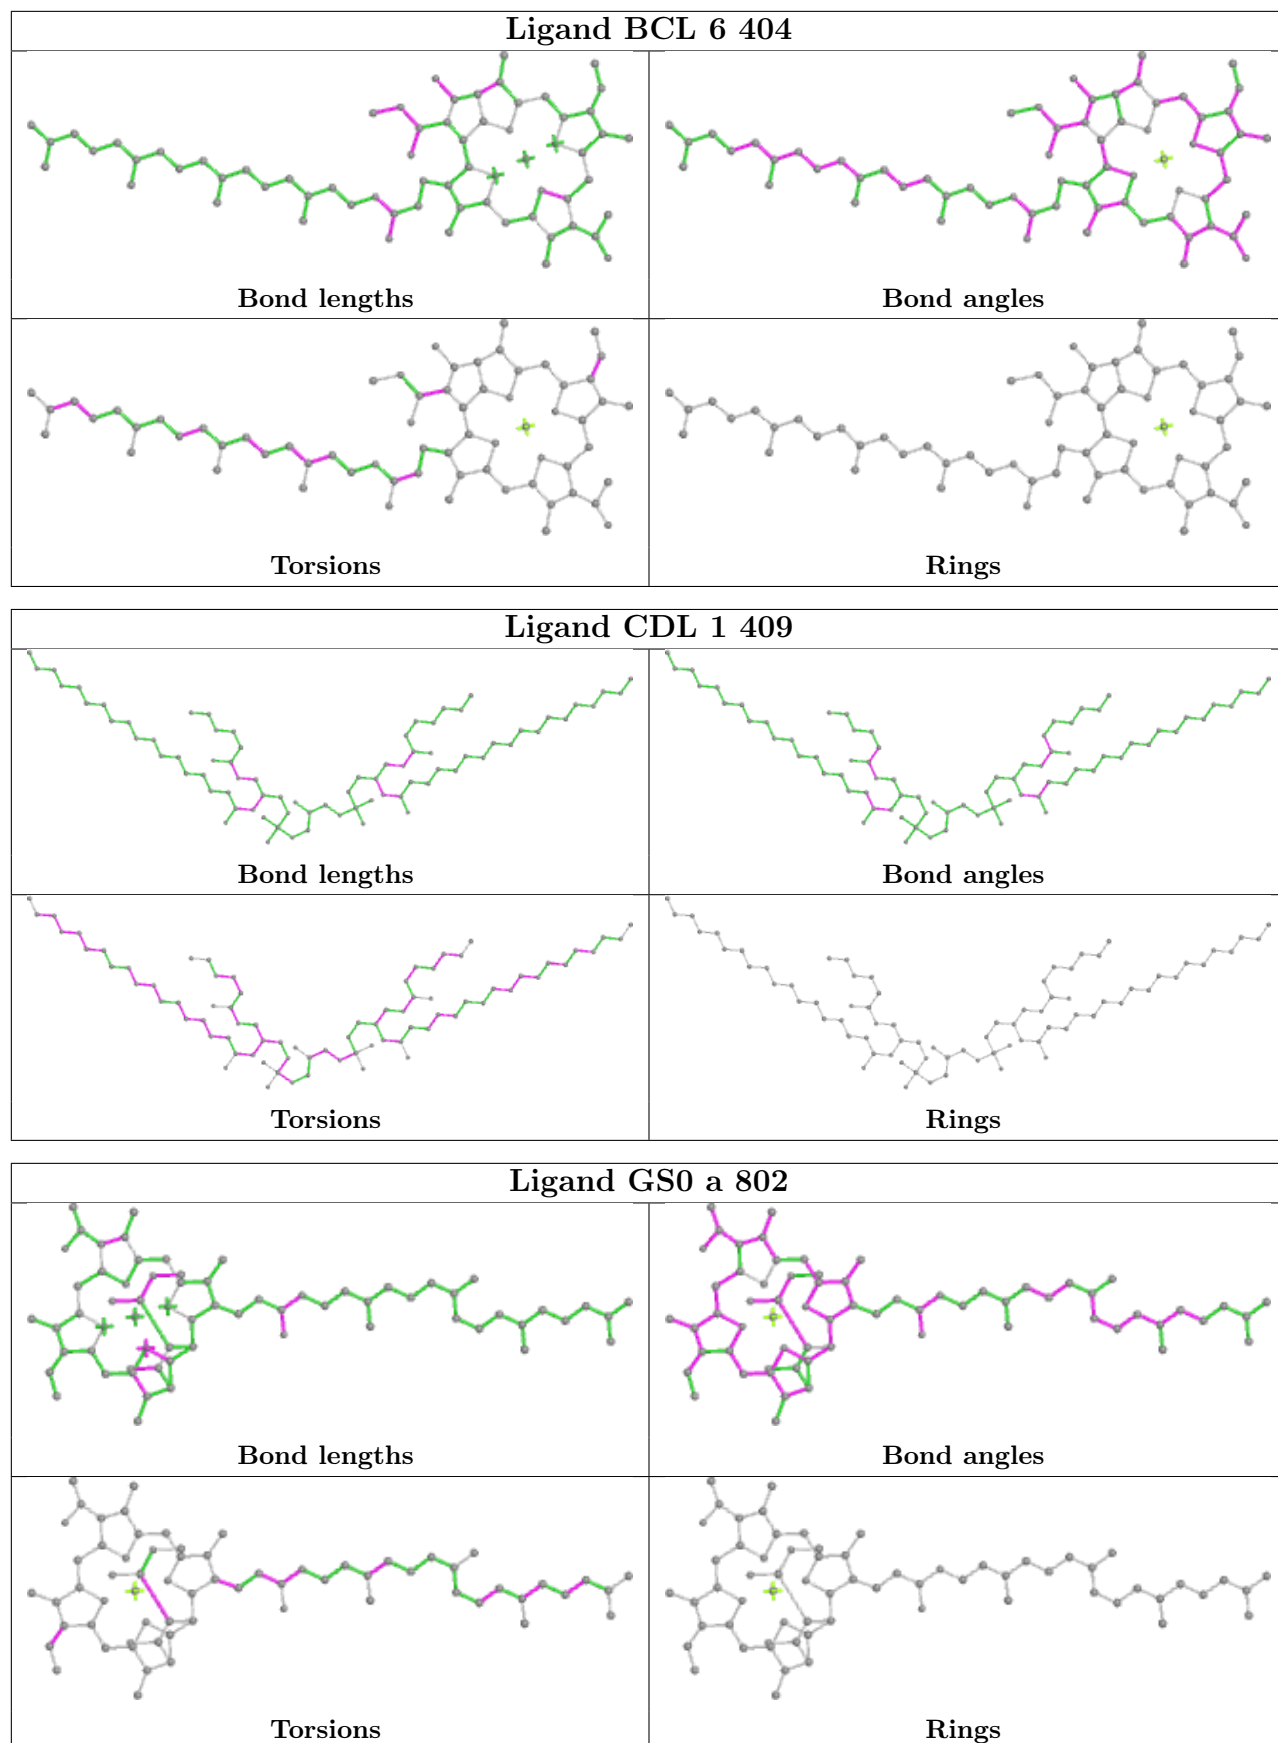 Ligand BCL 6 404
Bond lengths
Bond angles
Torsions
Rings
Ligand CDL 1 409
Bond lengths
Bond angles
Torsions
Rings
Ligand GS0 a 802
Bond lengths
Bond angles
Torsions
Rings